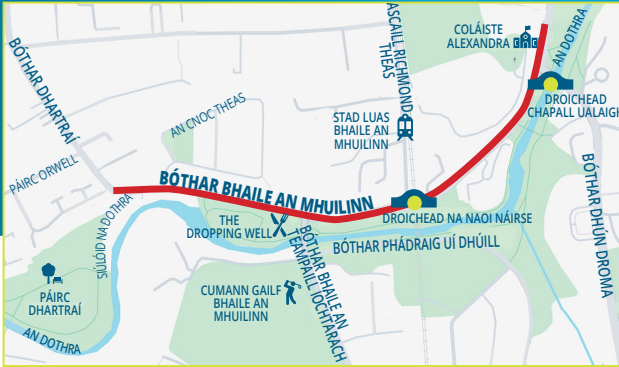 BÓTHAR DHARTRAÍ
ASCAILL RICHMOND
THEAS
COLÁISTE
ALEXANDRA
AN DOTHRA
DROICHEAD
CHAPALL UALAIGH
AN CNOC THEAS
STAD LUAS
BHAILE AN
MHUILINN
PÁIRC ORWELL
BÓTHAR BHAILE AN MHUILINN
BÓTHAR DHÚN DROMA
SIÚLÓID NA DOTHRA
THE
DROPPING WELL
DROICHEAD NA NAOI NÁIRSE
BÓTHAR PHÁDRAIG UÍ DHÚILL
BÓTHAR BHAILE AN
TEAMPAILL ÍOCHTARACH
CUMANN GAILF
BHAILE AN
MHUILINN
PÁIRC
DHARTRAÍ
AN DOTHRA